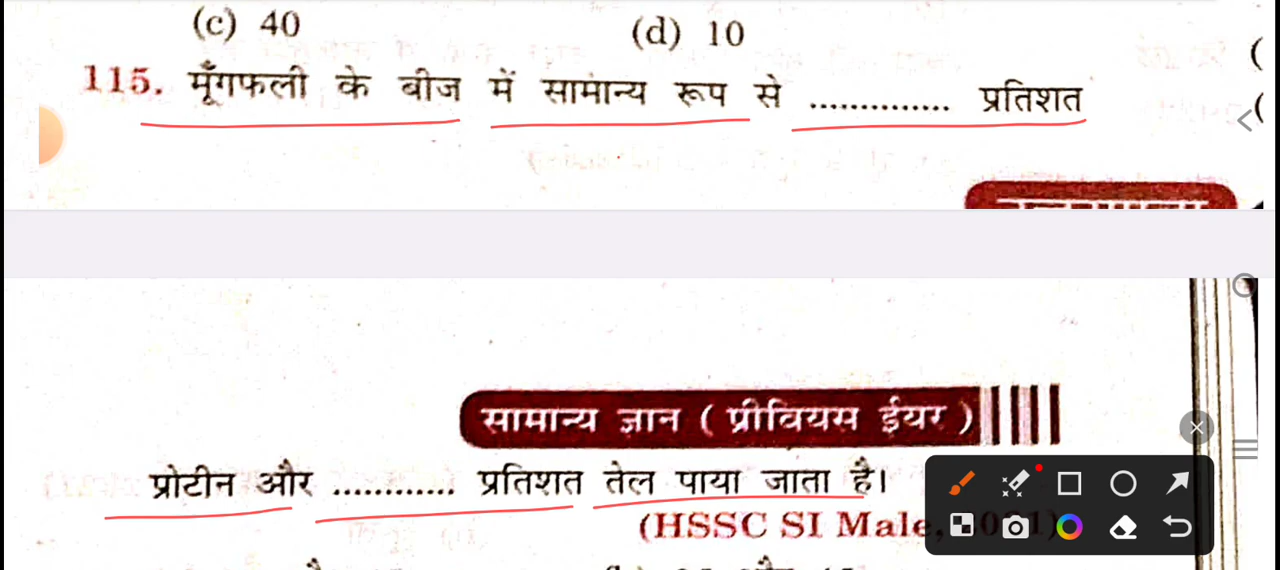 (c) 40 (d) 10
115. मूँगफली के बीज में सामान्य रूप से .............. प्रतिशत
सामान्य ज्ञान ( प्रीवियस ईयर )
प्रोटीन और ............ प्रतिशत तेल पाया जाता है।
(HSSC SI Male,